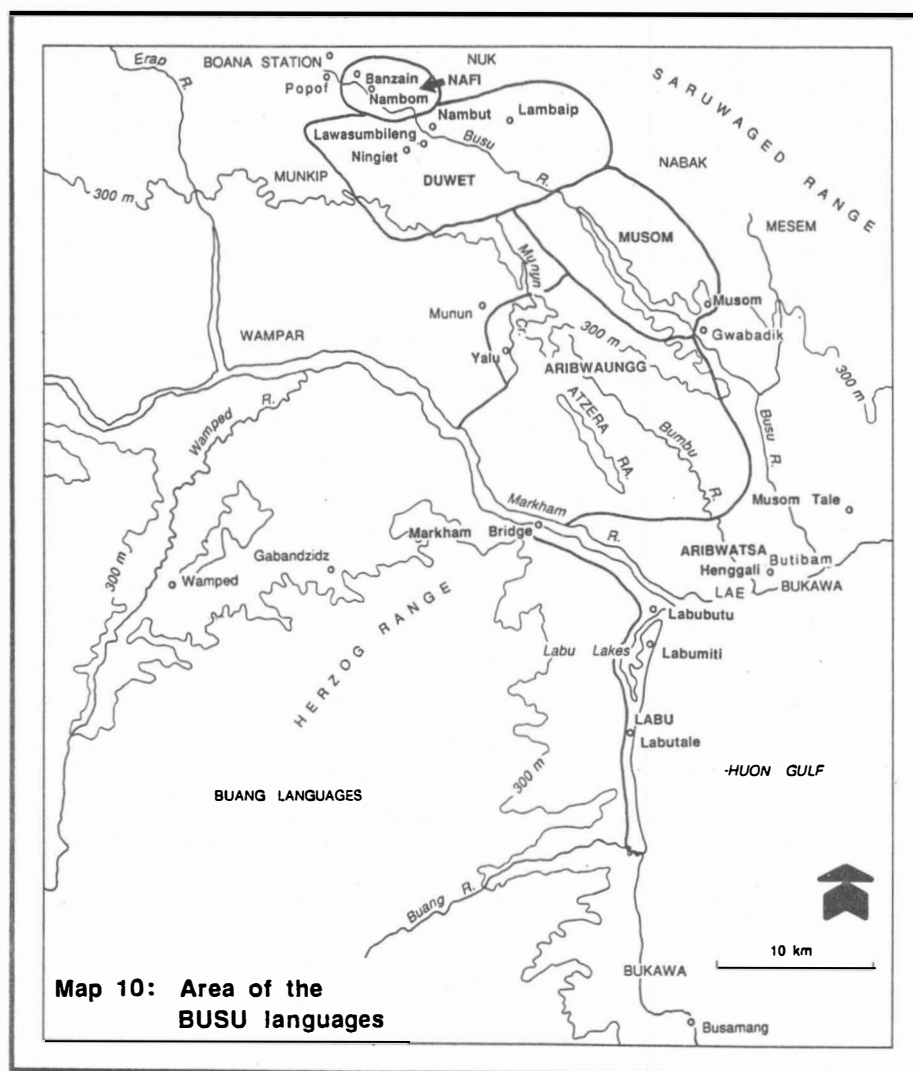 Erap
R.
BOANA STATION
NUK
Popof
Banzain
NAFI
Nambom
Nambut
Lambaip
SARUWAGED RANGE
Lawasumbileng
Busu
Ningiet
R.
NABAK
DUWET
MUNKIP
300 m
MESEM
MUSOM
Munun
Cr.
Munun
Musom
Gwabadik
300 m
WAMPAR
Yalu
ARIBWAUNGG
300 m
ATZERA
RA.
Wamped
R.
Bumbu
R.
Busu R.
Musom Tale
Markham
R.
Markham Bridge
ARIBWATSA
Gabandzidz
Henggali
Butibam
Wamped
300 m
LAE
BUKAWA
HERZOG RANGE
Labubutu
Labu Lakes
Labumiti
LABU
Labutale
300 m
-HUON GULF
BUANG LANGUAGES
Buang R.
10 km
BUKAWA
Map 10: Area of the
BUSU languages
Busamang